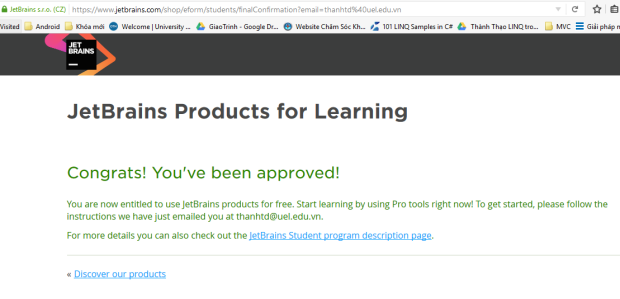 JetBrains s.r.o. (CZ) https://www.jetbrains.com/shop/eform/students/finalConfirmation?email=thanhtd%40uel.edu.vn
Visited Android Khóa mới Welcome | University ... GiaoTrinh - Google Dr... Website Chăm Sóc Kh... 101 LINQ Samples in C# Thành Thạo LINQ tro... MVC Giải pháp n
JET
BRAINS
JetBrains Products for Learning
Congrats! You've been approved!
You are now entitled to use JetBrains products for free. Start learning by using Pro tools right now! To get started, please follow the
instructions we have just emailed you at thanhtd@uel.edu.vn.
For more details you can also check out the JetBrains Student program description page.
« Discover our products